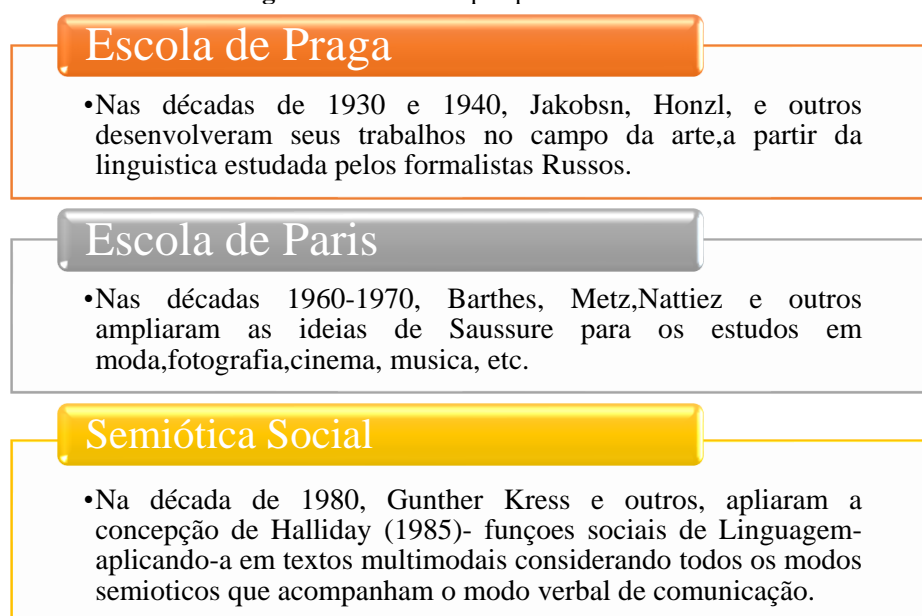 Escola de Praga
•Nas décadas de 1930 e 1940, Jakobsn, Honzl, e outros
desenvolveram seus trabalhos no campo da arte,a partir da
linguistica estudada pelos formalistas Russos.
Escola de Paris
•Nas décadas 1960-1970, Barthes, Metz,Nattiez e outros
ampliaram as ideias de Saussure para os estudos em
moda,fotografia,cinema, musica, etc.
Semiótica Social
•Na década de 1980, Gunther Kress e outros, apliaram a
concepção de Halliday (1985)- funçoes sociais de Linguagem-
aplicando-a em textos multimodais considerando todos os modos
semioticos que acompanham o modo verbal de comunicação.